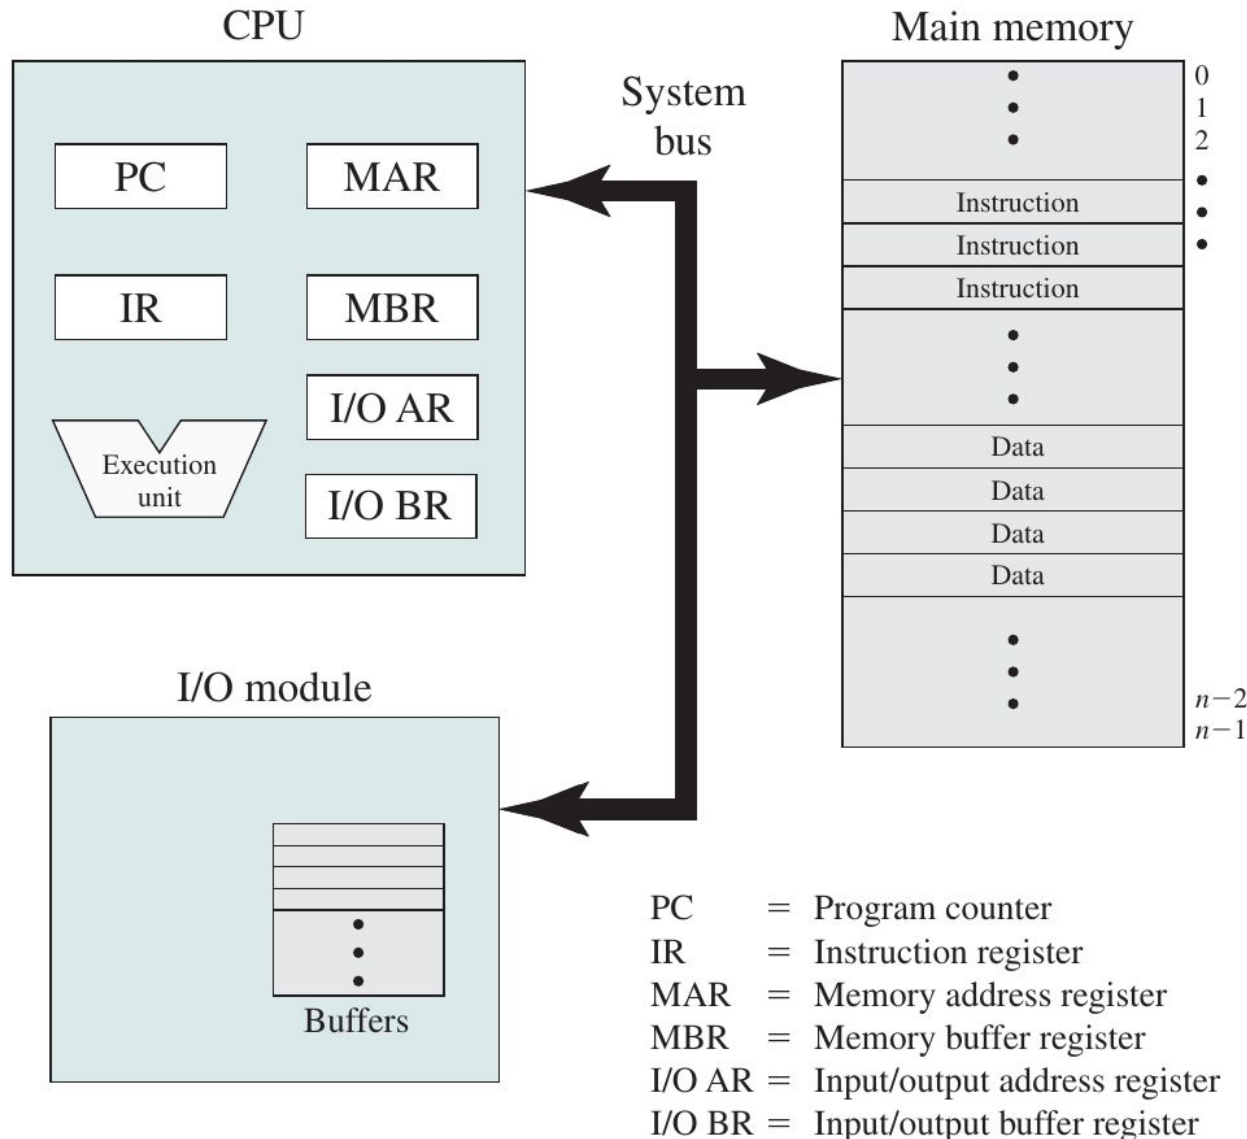 CPU
PC
MAR
IR
MBR
I/O AR
I/O BR
Execution
unit
System
bus
Main memory
0
1
2
Instruction
Instruction
Instruction
Data
Data
Data
Data
n−2
n−1
I/O module
Buffers
PC = Program counter
IR = Instruction register
MAR = Memory address register
MBR = Memory buffer register
I/O AR = Input/output address register
I/O BR = Input/output buffer register